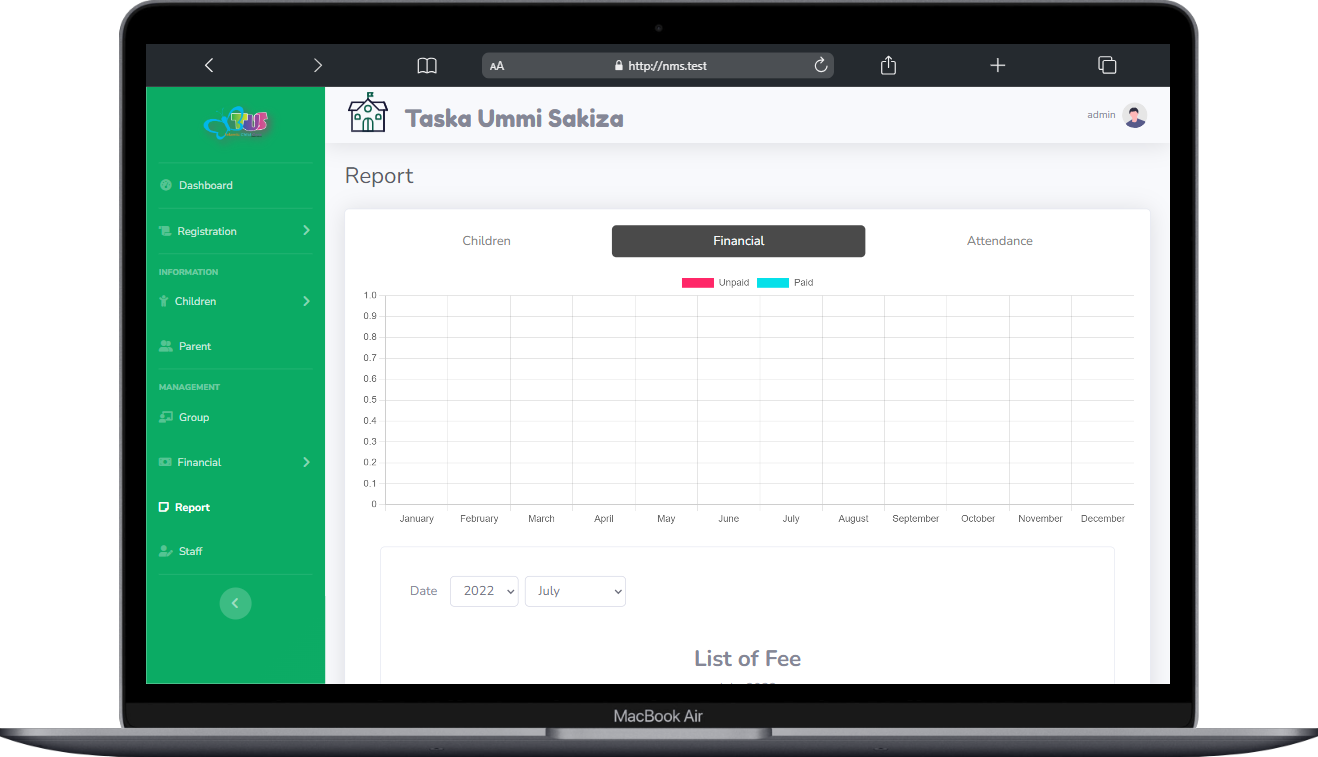 AA http://nms.test
Taska Ummi Sakiza
admin
Dashboard
Registration
INFORMATION
Children
Parent
MANAGEMENT
Group
Financial
Report
Staff
Report
Children Financial Attendance
Unpaid Paid
1.0
0.9
0.8
0.7
0.6
0.5
0.4
0.3
0.2
0.1
0
January February March April May June July August September October November December
Date 2022 July
List of Fee
MacBook Air